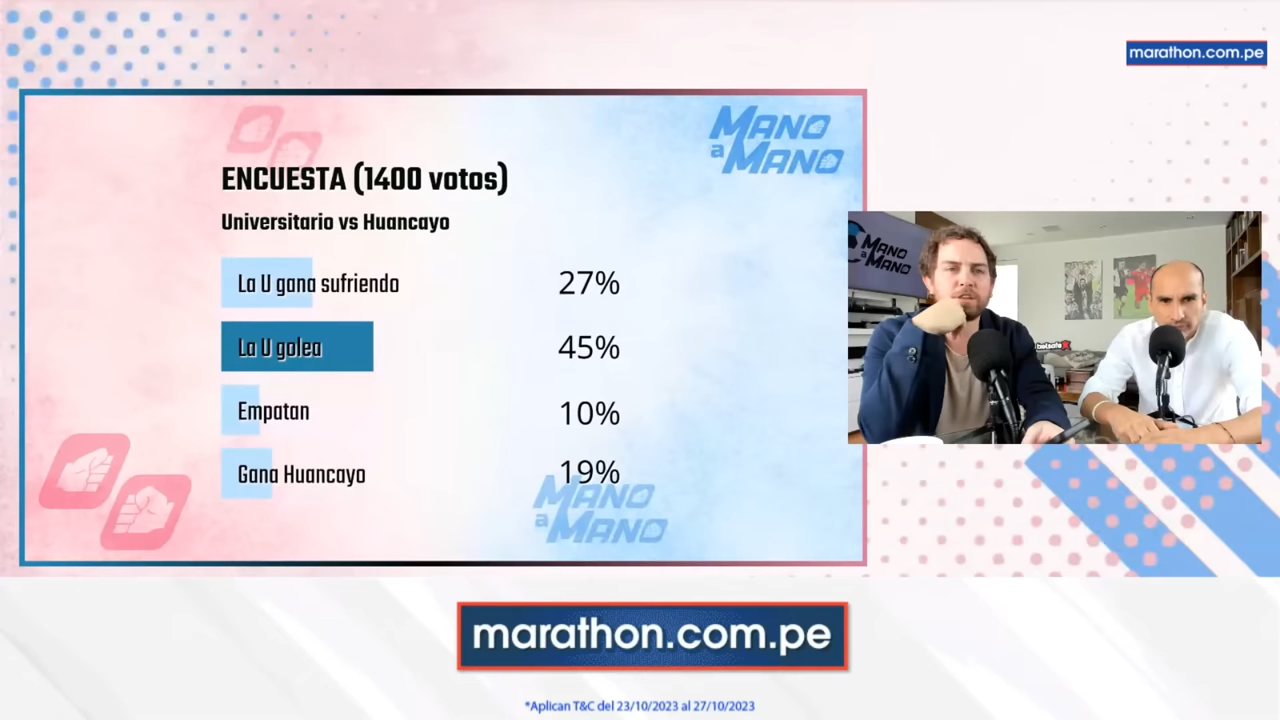 marathon.com.pe
MANO
a MANO
ENCUESTA (1400 votos)
Universitario vs Huancayo
La U gana sufriendo 27%
La U golea 45%
Empatan 10%
Gana Huancayo 19%
MANO
a MANO
MANO
a MANO
betsafe
marathon.com.pe
*Aplican T&C del 23/10/2023 al 27/10/2023